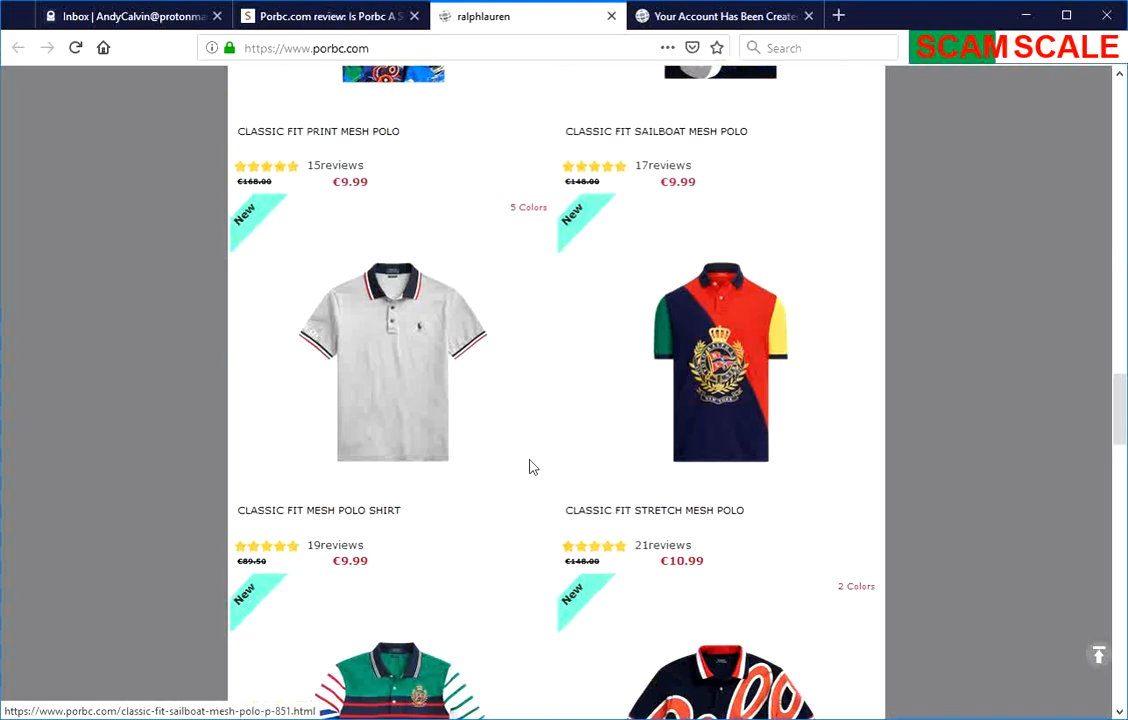 Inbox | AndyCalvin@protonma
Porbc.com review: Is Porbc A S
ralphlauren
Your Account Has Been Create
https://www.porbc.com
Search
SCAM SCALE
CLASSIC FIT PRINT MESH POLO
CLASSIC FIT SAILBOAT MESH POLO
15reviews
17reviews
€168.00 €9.99
€148.00 €9.99
New
5 Colors
New
NEW YORK
CLASSIC FIT MESH POLO SHIRT
CLASSIC FIT STRETCH MESH POLO
19reviews
21reviews
€89.50 €9.99
€148.00 €10.99
New
New
2 Colors
https://www.porbc.com/classic-fit-sailboat-mesh-polo-p-851.html